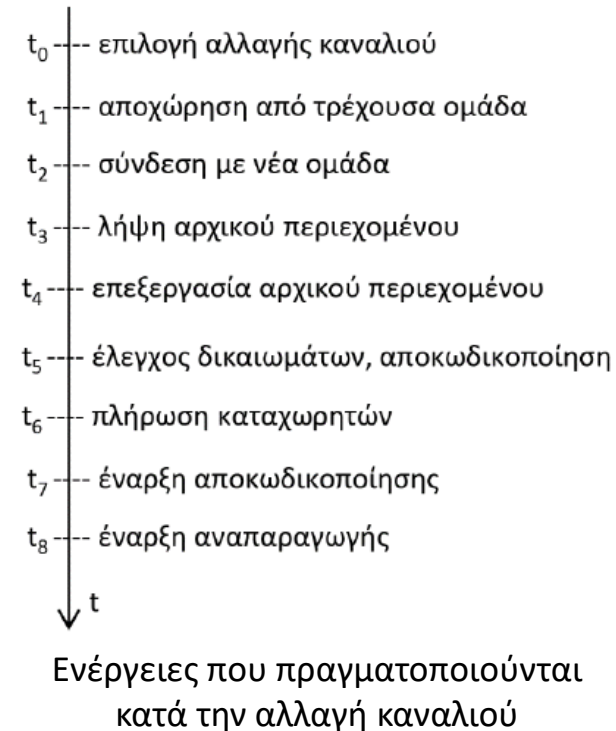 t0 ---- επιλογή αλλαγής καναλιού
t1 ---- αποχώρηση από τρέχουσα ομάδα
t2 ---- σύνδεση με νέα ομάδα
t3 ---- λήψη αρχικού περιεχομένου
t4 ---- επεξεργασία αρχικού περιεχομένου
t5 ---- έλεγχος δικαιωμάτων, αποκωδικοποίηση
t6 ---- πλήρωση καταχωρητών
t7 ---- έναρξη αποκωδικοποίησης
t8 ---- έναρξη αναπαραγωγής
t
Ενέργειες που πραγματοποιούνται
κατά την αλλαγή καναλιού